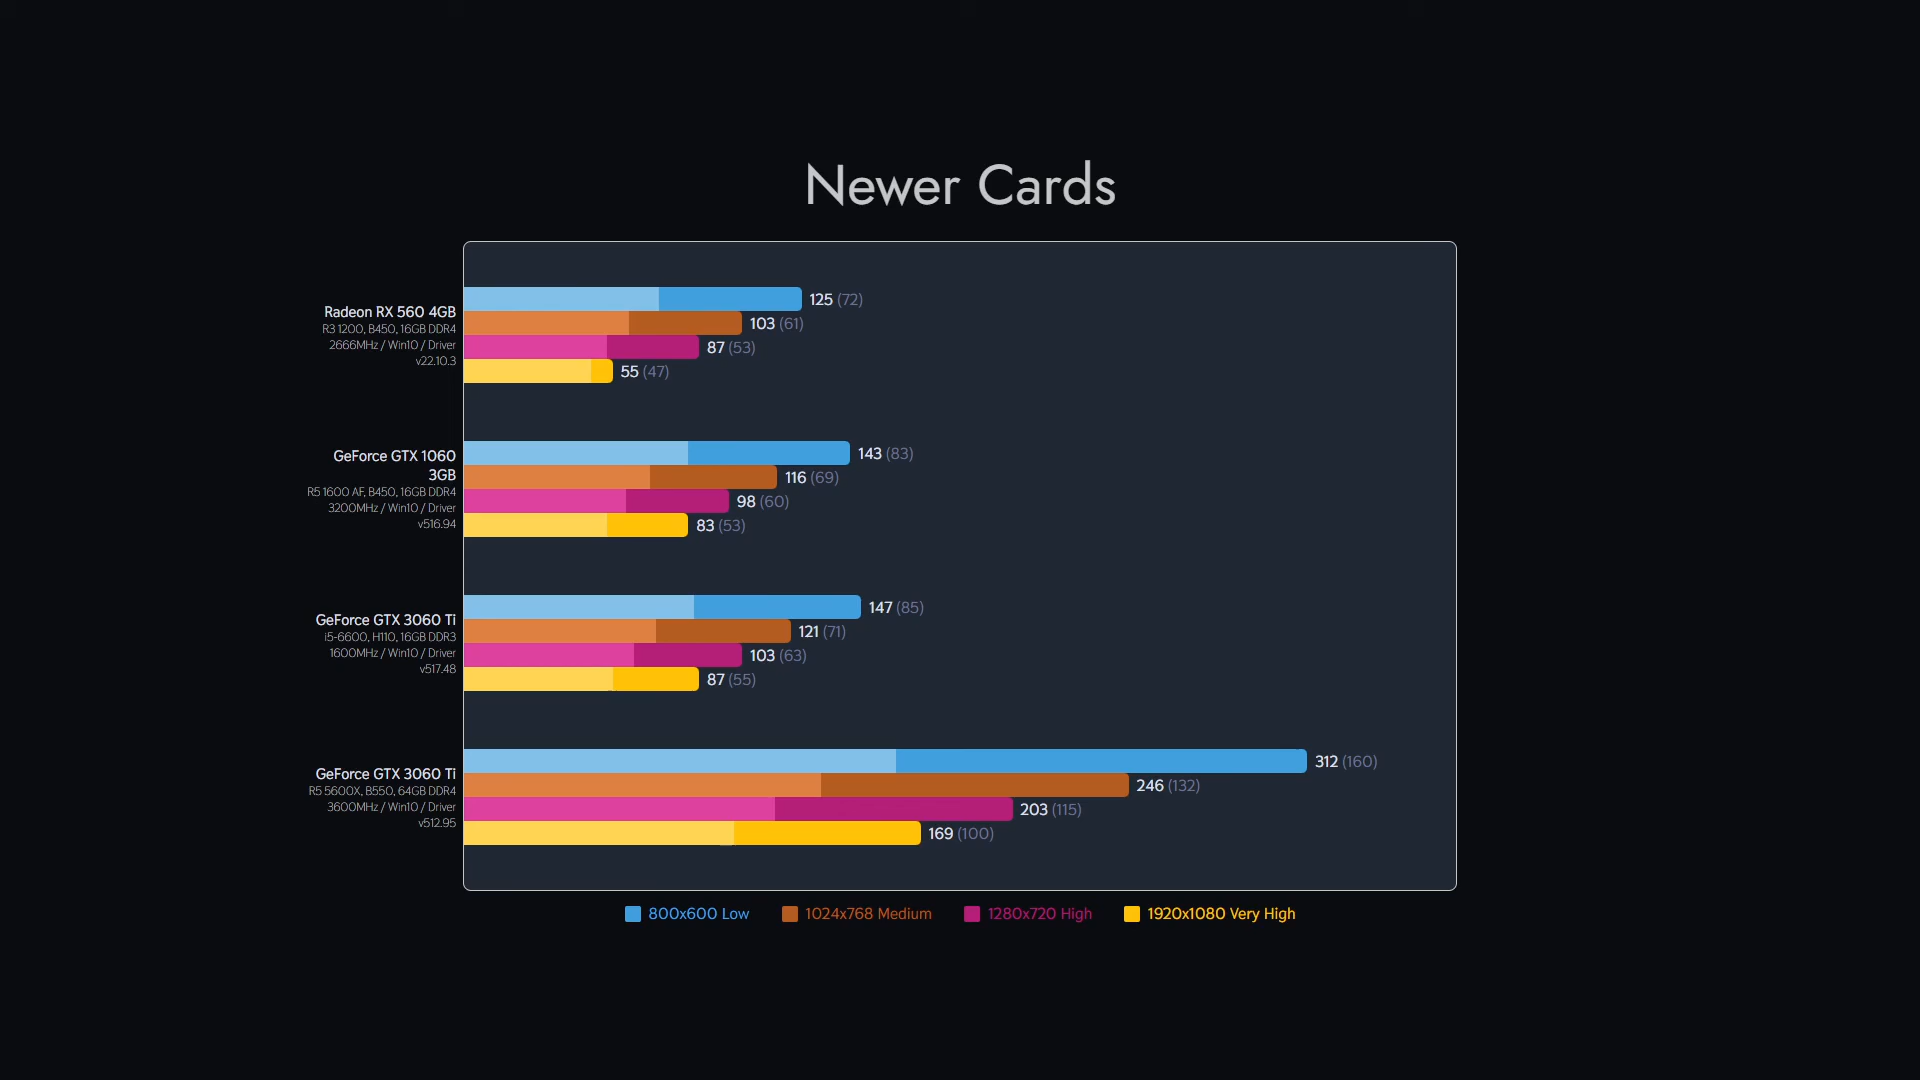 Newer Cards
Radeon RX 560 4GB
R3 1200, B450, 16GB DDR4
2666MHz / Win10 / Driver
v22.10.3
125 (72)
103 (61)
87 (53)
55 (47)
GeForce GTX 1060
3GB
R5 1600 AF, B450, 16GB DDR4
3200MHz / Win10 / Driver
v516.94
143 (83)
116 (69)
98 (60)
83 (53)
GeForce GTX 3060 Ti
i5-6600, H110, 16GB DDR3
1600MHz / Win10 / Driver
v517.48
147 (85)
121 (71)
103 (63)
87 (55)
GeForce GTX 3060 Ti
R5 5600X, B550, 64GB DDR4
3600MHz / Win10 / Driver
v512.95
312 (160)
246 (132)
203 (115)
169 (100)
800x600 Low
1024x768 Medium
1280x720 High
1920x1080 Very High